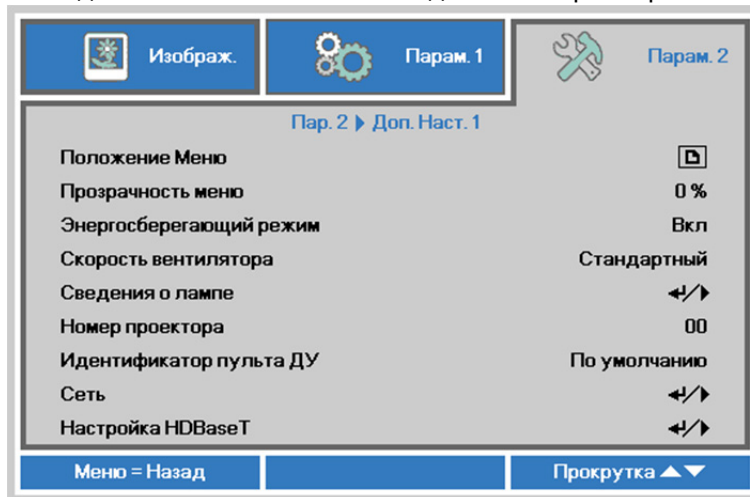 Изображ.
Парам. 1
Парам. 2
Пар. 2 ▶ Доп. Наст. 1
Положение Меню
Прозрачность меню 0 %
Энергосберегающий режим Вкл
Скорость вентилятора Стандартный
Сведения о лампе ↵/▶
Номер проектора 00
Идентификатор пульта ДУ По умолчанию
Сеть ↵/▶
Настройка HDBaseT ↵/▶
Меню = Назад
Прокрутка ▲▼